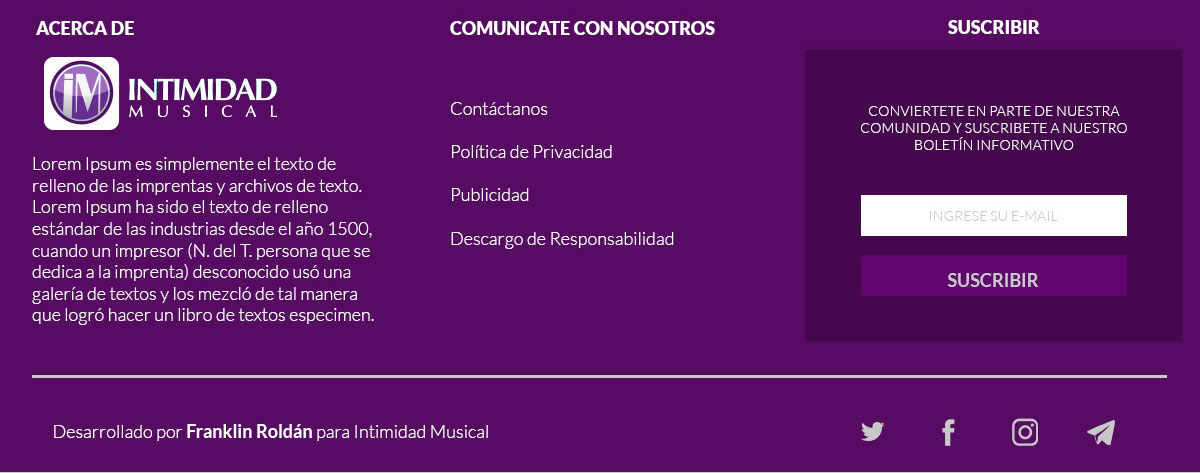 ACERCA DE
iM INTIMIDAD
MUSICAL
Lorem Ipsum es simplemente el texto de
relleno de las imprentas y archivos de texto.
Lorem Ipsum ha sido el texto de relleno
estándar de las industrias desde el año 1500,
cuando un impresor (N. del T. persona que se
dedica a la imprenta) desconocido usó una
galería de textos y los mezcló de tal manera
que logró hacer un libro de textos especimen.
COMUNICATE CON NOSOTROS
Contáctanos
Política de Privacidad
Publicidad
Descargo de Responsabilidad
SUSCRIBIR
CONVIERTETE EN PARTE DE NUESTRA
COMUNIDAD Y SUSCRIBETE A NUESTRO
BOLETÍN INFORMATIVO
INGRESE SU E-MAIL
SUSCRIBIR
Desarrollado por Franklin Roldán para Intimidad Musical